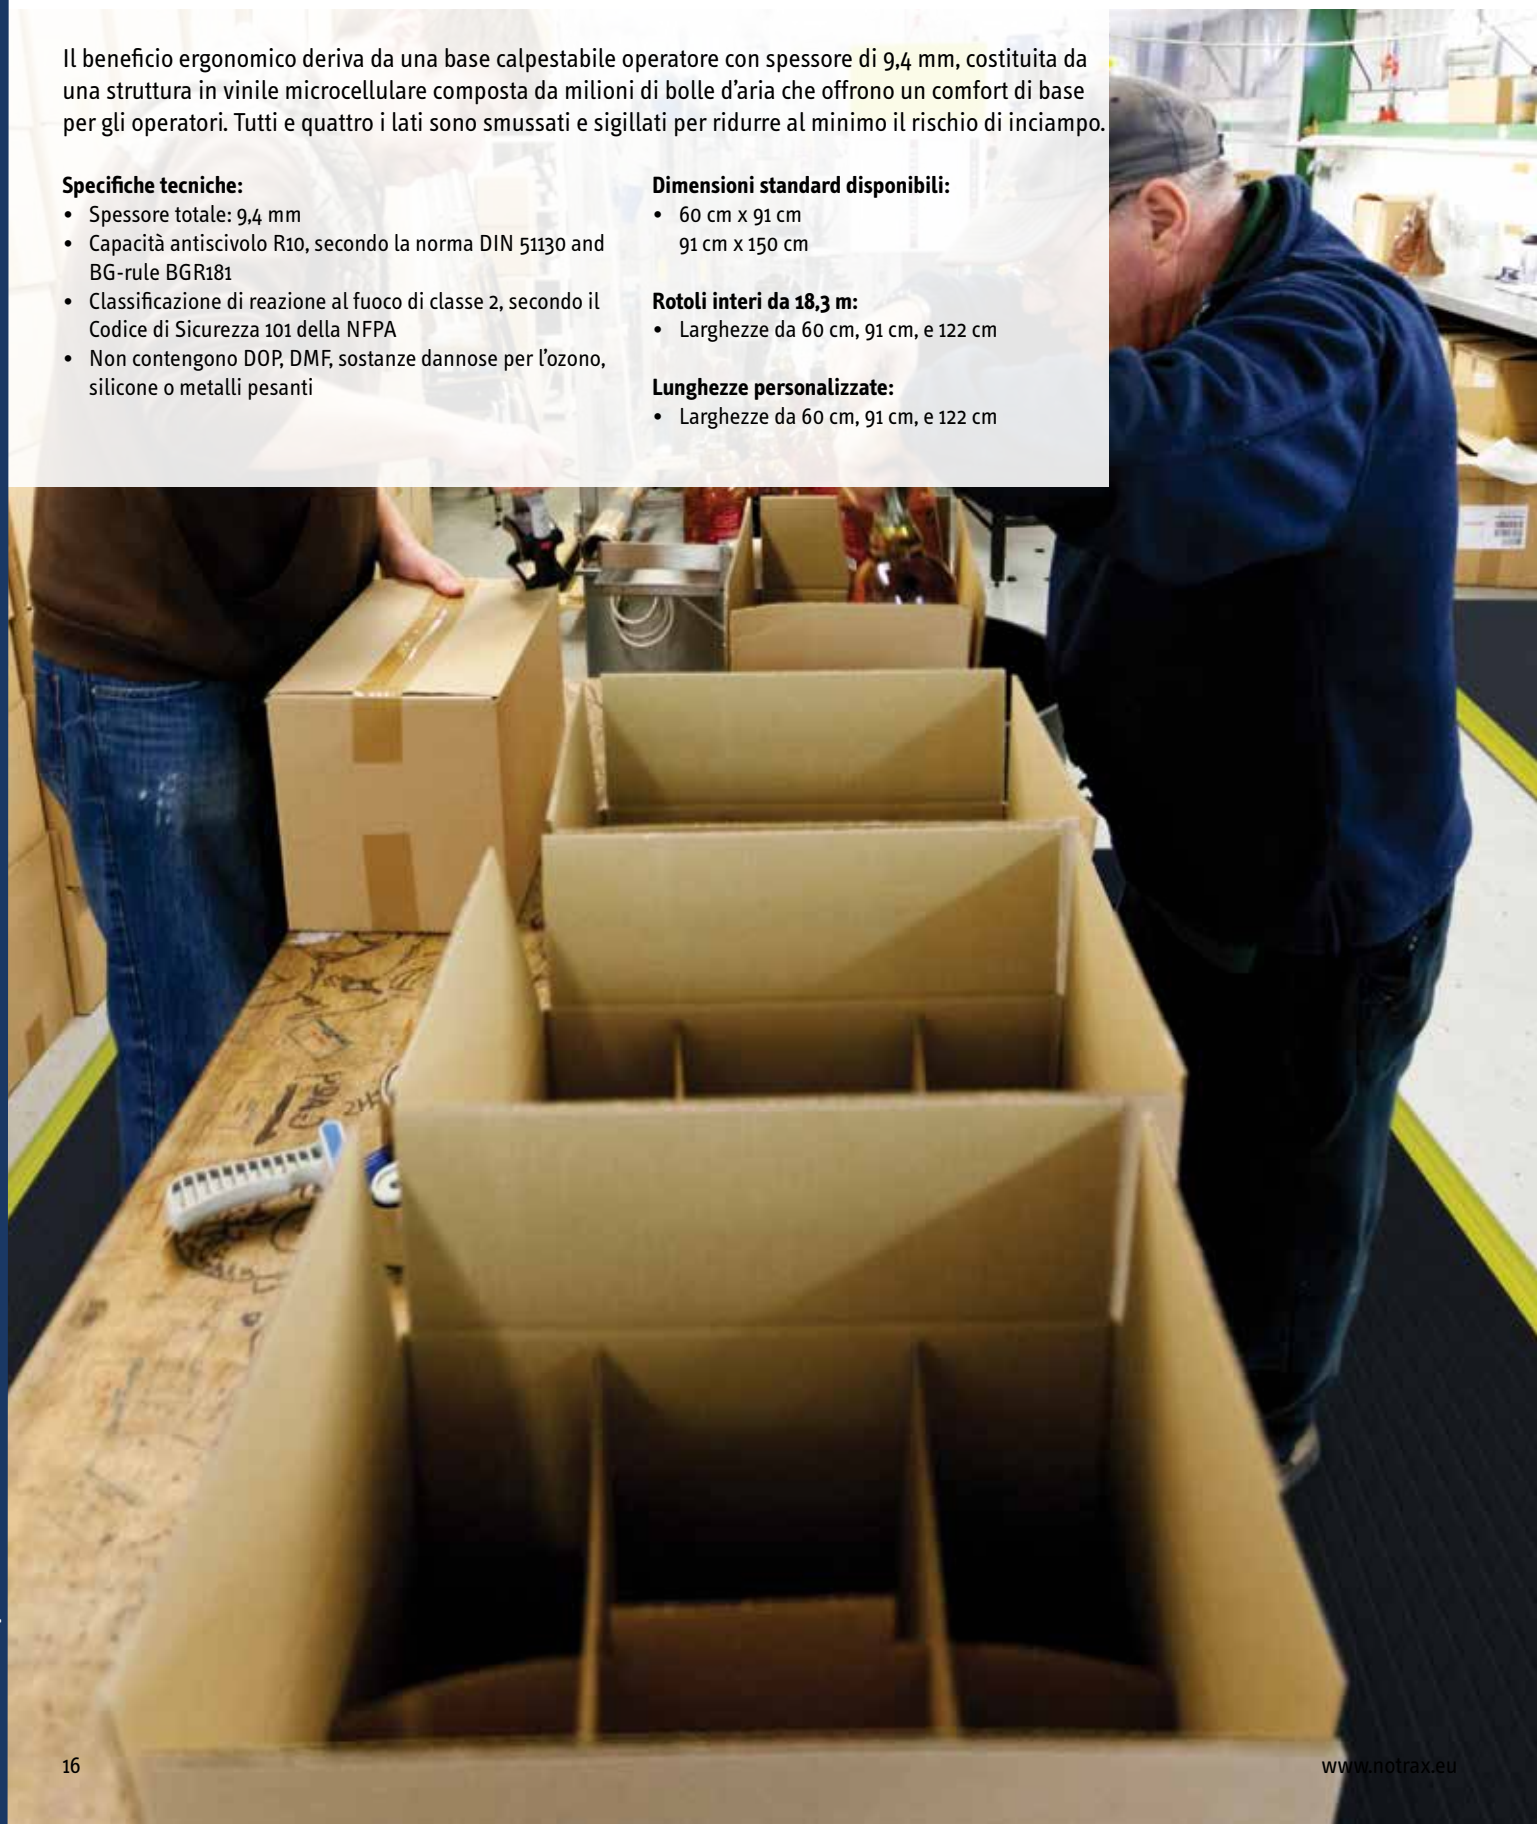 Il beneficio ergonomico deriva da una base calpestabile operatore con spessore di 9,4 mm, costituita da
una struttura in vinile microcellulare composta da milioni di bolle d'aria che offrono un comfort di base
per gli operatori. Tutti e quattro i lati sono smussati e sigillati per ridurre al minimo il rischio di inciampo.
Specifiche tecniche:
• Spessore totale: 9,4 mm
• Capacità antiscivolo R10, secondo la norma DIN 51130 and
BG-rule BGR181
• Classificazione di reazione al fuoco di classe 2, secondo il
Codice di Sicurezza 101 della NFPA
• Non contengono DOP, DMF, sostanze dannose per l'ozono,
silicone o metalli pesanti
Dimensioni standard disponibili:
• 60 cm x 91 cm
91 cm x 150 cm
Rotoli interi da 18,3 m:
• Larghezze da 60 cm, 91 cm, e 122 cm
Lunghezze personalizzate:
• Larghezze da 60 cm, 91 cm, e 122 cm
16
www.notrax.eu